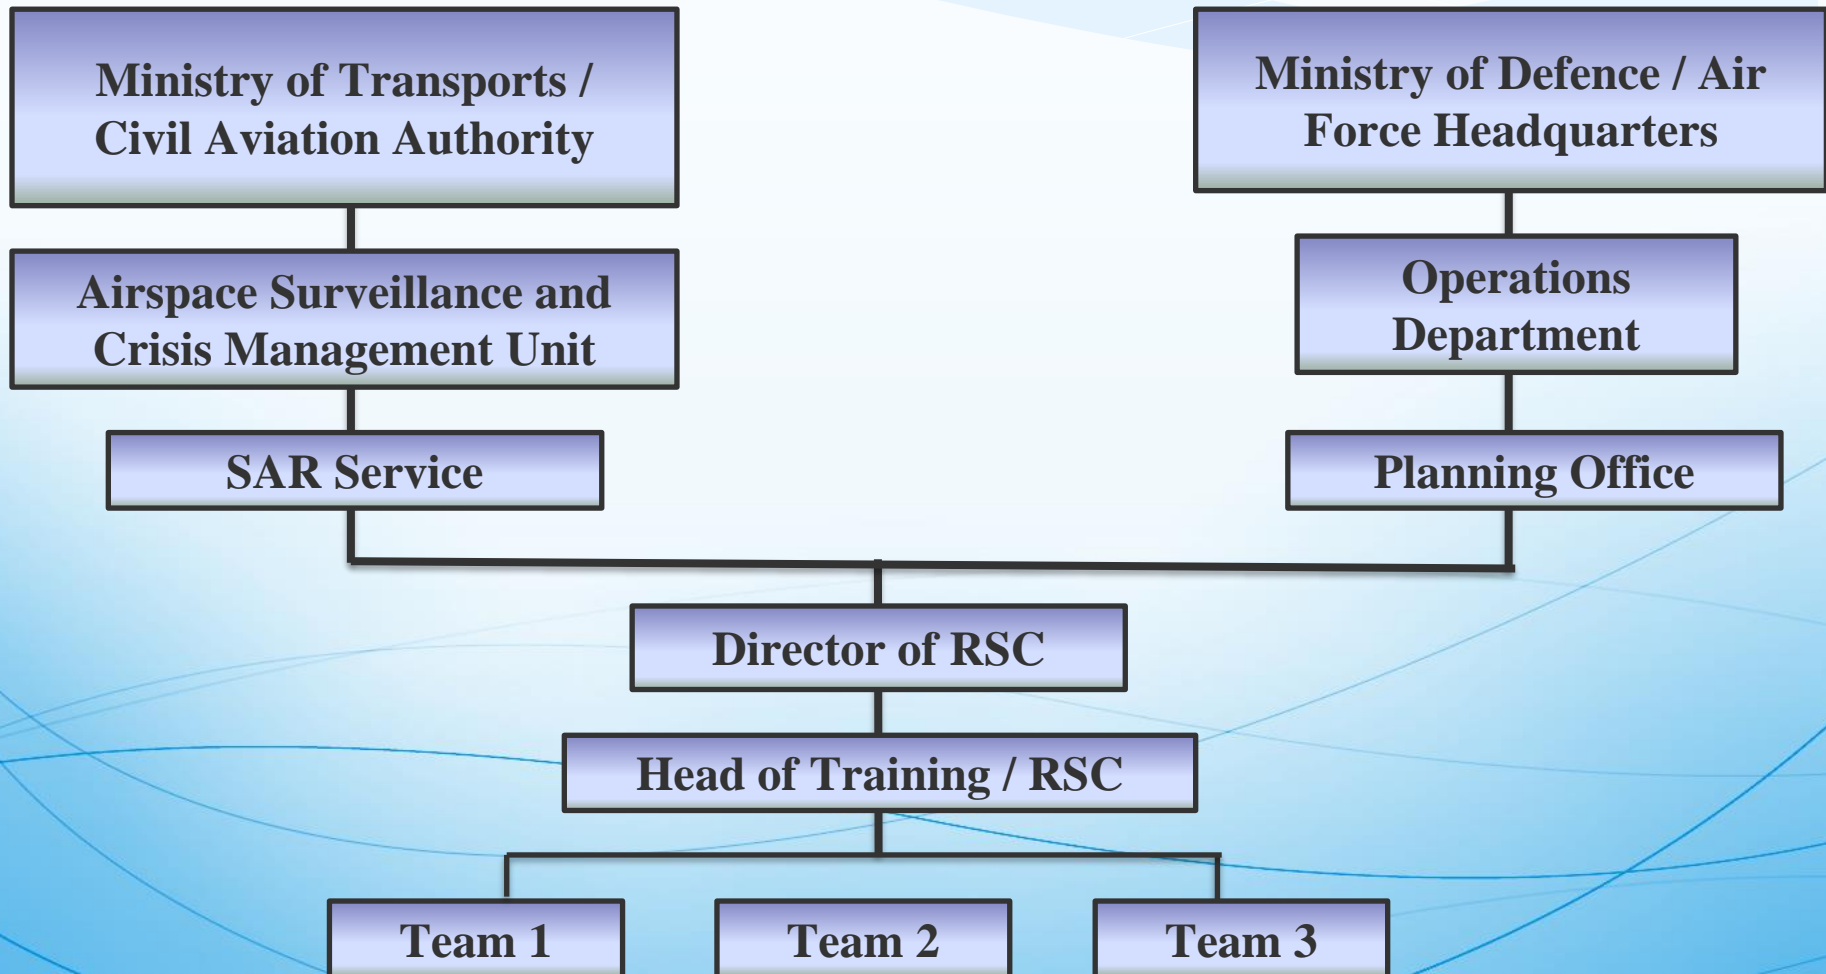 Ministry of Transports /
Civil Aviation Authority
Ministry of Defence / Air
Force Headquarters
Airspace Surveillance and
Crisis Management Unit
Operations
Department
SAR Service
Planning Office
Director of RSC
Head of Training / RSC
Team 1
Team 2
Team 3